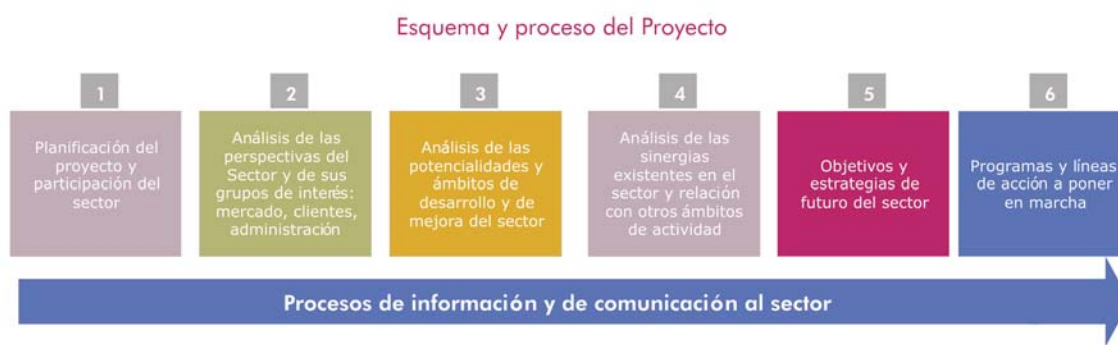 Esquema y proceso del Proyecto
1
Planificación del
proyecto y
participación del
sector
2
Análisis de las
perspectivas del
Sector y de sus
grupos de interés:
mercado, clientes,
administración
3
Análisis de las
potencialidades y
ámbitos de
desarrollo y de
mejora del sector
4
Análisis de las
sinergias
existentes en el
sector y relación
con otros ámbitos
de actividad
5
Objetivos y
estrategias de
futuro del sector
6
Programas y líneas
de acción a poner
en marcha
Procesos de información y de comunicación al sector